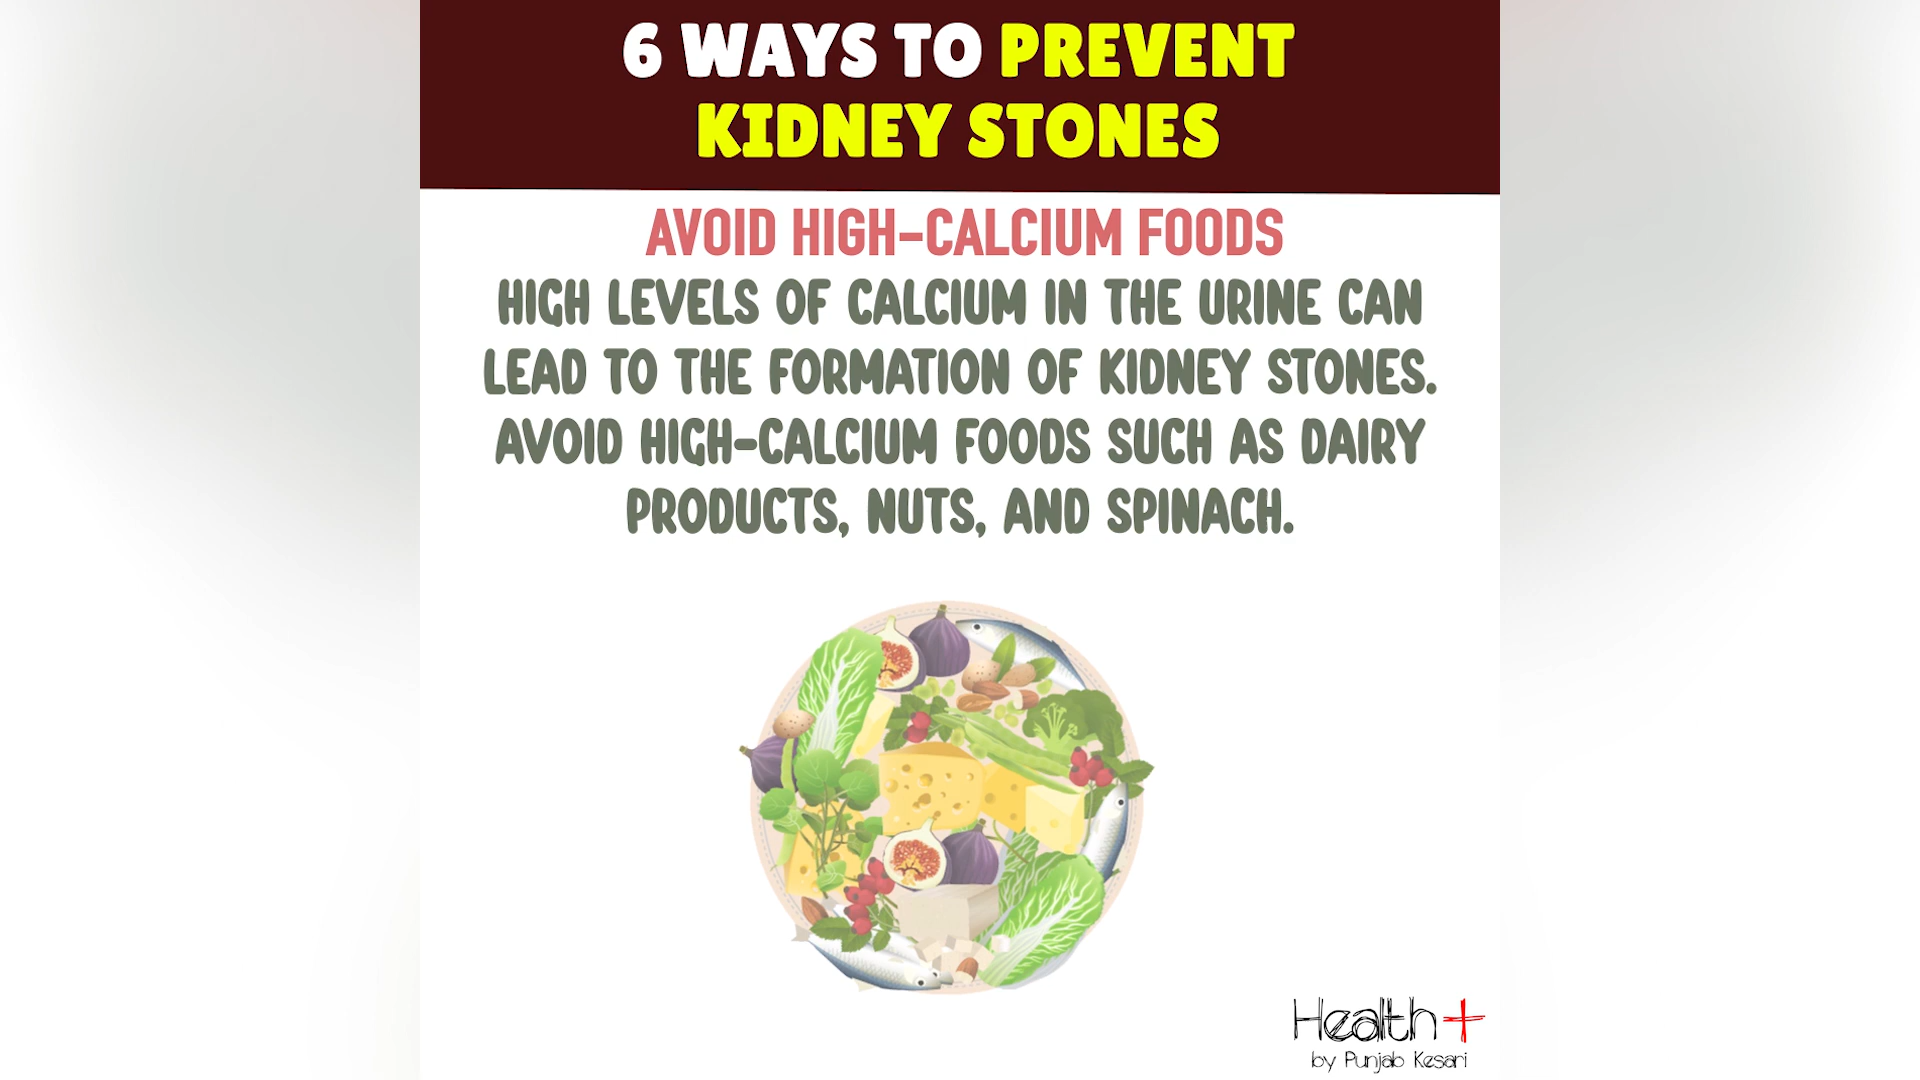 6 WAYS TO PREVENT
KIDNEY STONES
AVOID HIGH-CALCIUM FOODS
HIGH LEVELS OF CALCIUM IN THE URINE CAN
LEAD TO THE FORMATION OF KIDNEY STONES.
AVOID HIGH-CALCIUM FOODS SUCH AS DAIRY
PRODUCTS, NUTS, AND SPINACH.
Health+
by Punjab Kesari